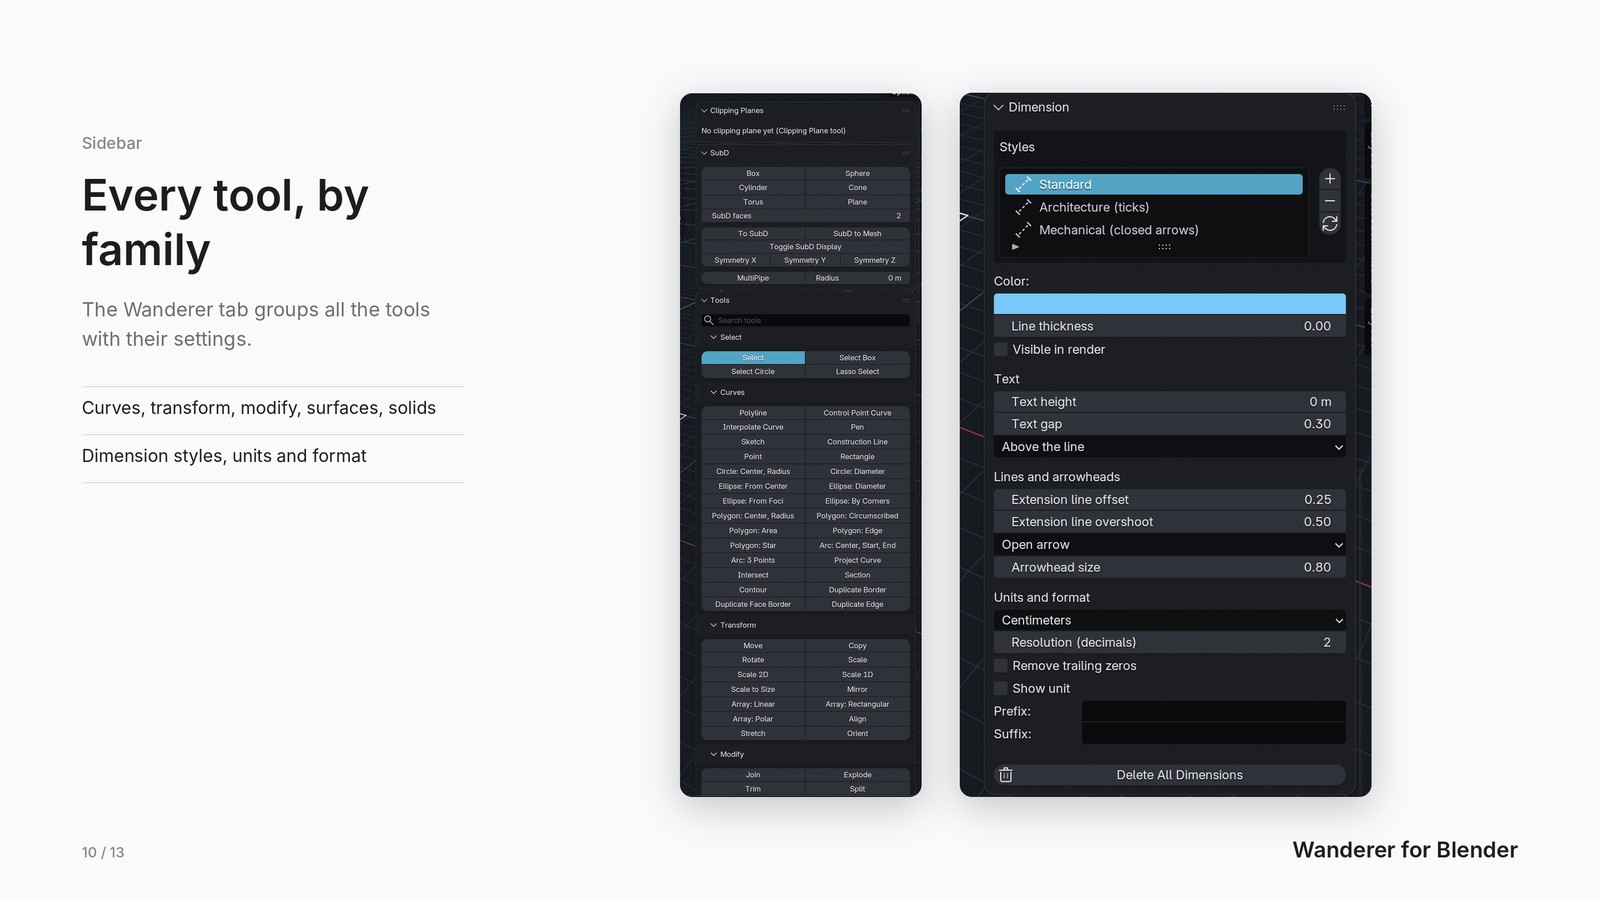 Sidebar
Every tool, by
family
The Wanderer tab groups all the tools
with their settings.
Curves, transform, modify, surfaces, solids
Dimension styles, units and format
Clipping Planes
No clipping plane yet (Clipping Plane tool)
SubD
Box Sphere
Cylinder Cone
Torus Plane
SubD faces 2
To SubD SubD to Mesh
Toggle SubD Display
Symmetry X Symmetry Y Symmetry Z
MultiPipe Radius 0 m
Tools
Search tools
Select
Select Select Box
Select Circle Lasso Select
Curves
Polyline Control Point Curve
Interpolate Curve Pen
Sketch Construction Line
Point Rectangle
Circle: Center, Radius Circle: Diameter
Ellipse: From Center Ellipse: Diameter
Ellipse: From Foci Ellipse: By Corners
Polygon: Center, Radius Polygon: Circumscribed
Polygon: Area Polygon: Edge
Polygon: Star Arc: Center, Start, End
Arc: 3 Points Project Curve
Intersect Section
Contour Duplicate Border
Duplicate Face Border Duplicate Edge
Transform
Move Copy
Rotate Scale
Scale 2D Scale 1D
Scale to Size Mirror
Array: Linear Array: Rectangular
Array: Polar Align
Stretch Orient
Modify
Join Explode
Trim Split
Dimension
Styles
Standard
Architecture (ticks)
Mechanical (closed arrows)
Color:
Line thickness 0.00
Visible in render
Text
Text height 0 m
Text gap 0.30
Above the line
Lines and arrowheads
Extension line offset 0.25
Extension line overshoot 0.50
Open arrow
Arrowhead size 0.80
Units and format
Centimeters
Resolution (decimals) 2
Remove trailing zeros
Show unit
Prefix:
Suffix:
Delete All Dimensions
10 / 13
Wanderer for Blender